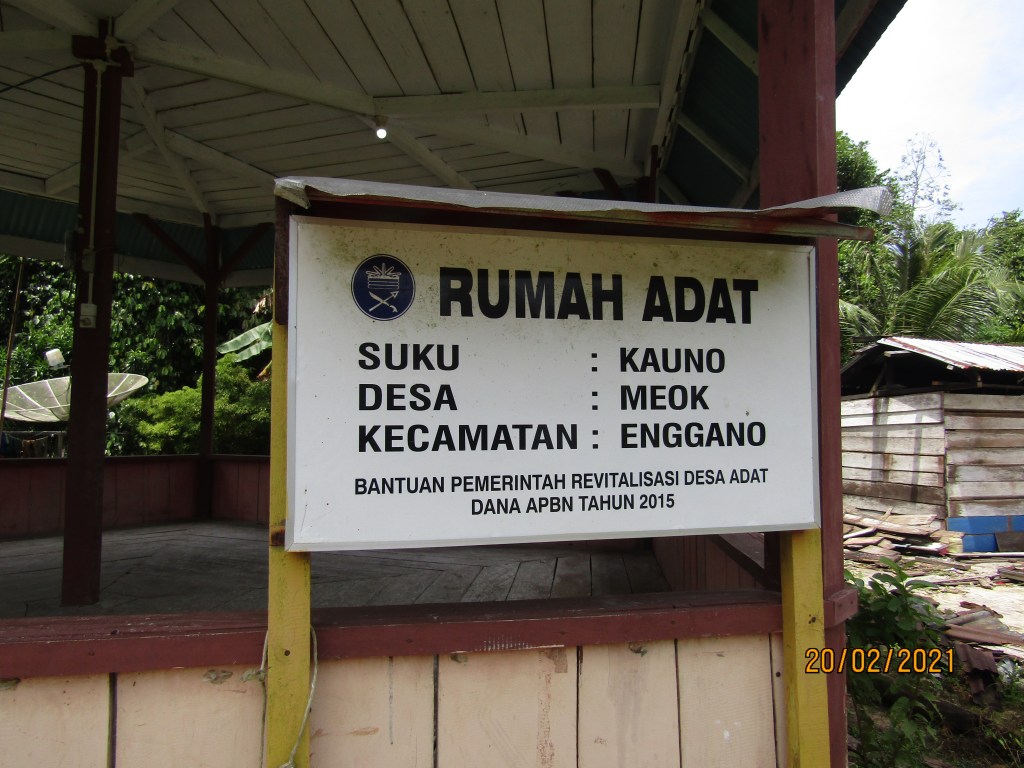 RUMAH ADAT
SUKU : KAUNO
DESA : MEOK
KECAMATAN : ENGGANO
BANTUAN PEMERINTAH REVITALISASI DESA ADAT
DANA APBN TAHUN 2015
20/02/2021